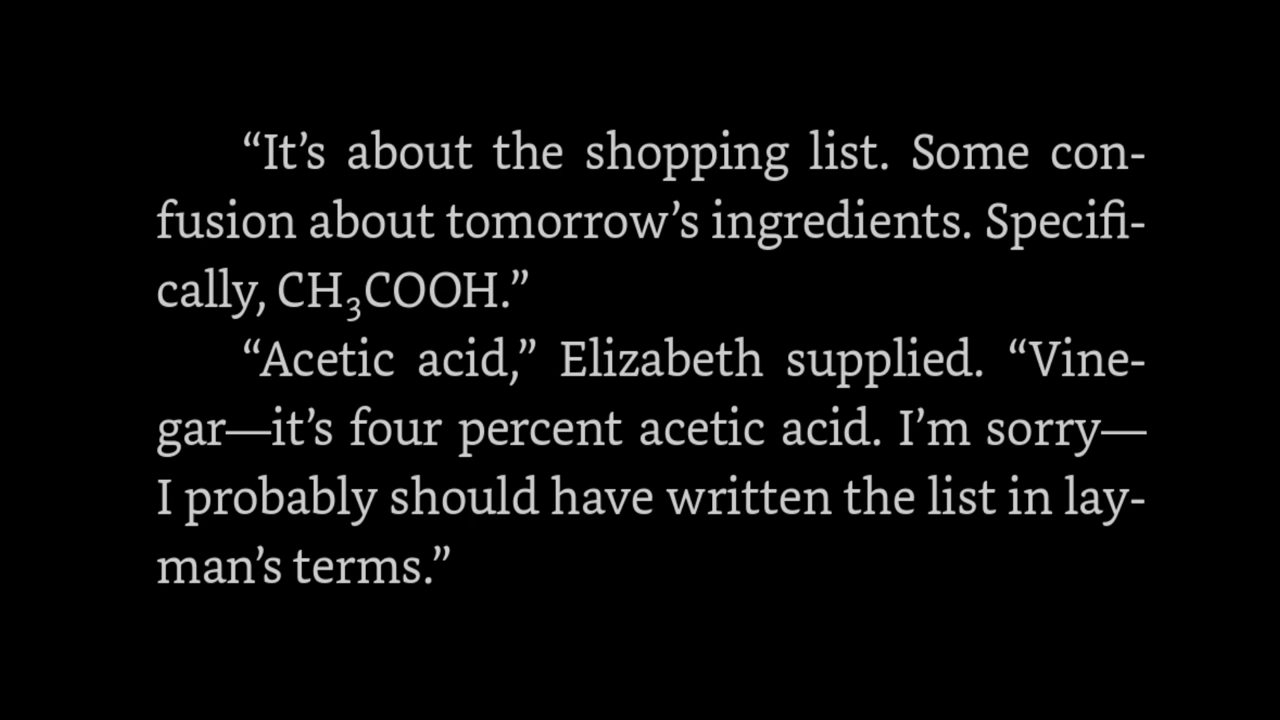 “It’s about the shopping list. Some con-
fusion about tomorrow’s ingredients. Specifi-
cally, CH₃COOH.”
“Acetic acid,” Elizabeth supplied. “Vine-
gar—it’s four percent acetic acid. I’m sorry—
I probably should have written the list in lay-
man’s terms.”